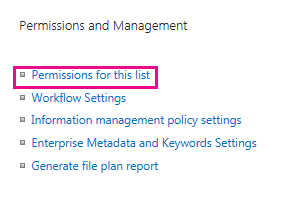 Permissions and Management
Permissions for this list
Workflow Settings
Information management policy settings
Enterprise Metadata and Keywords Settings
Generate file plan report